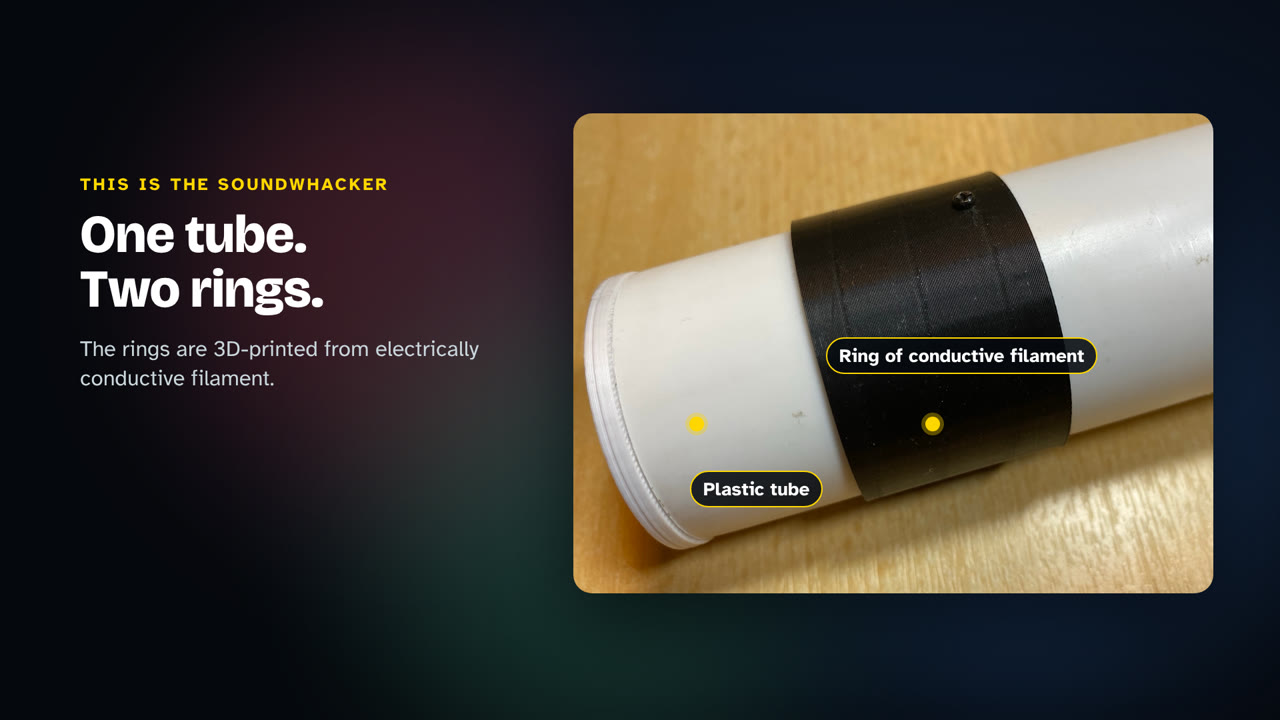 THIS IS THE SOUNDWHACKER
One tube.
Two rings.
The rings are 3D-printed from electrically
conductive filament.
Ring of conductive filament
Plastic tube